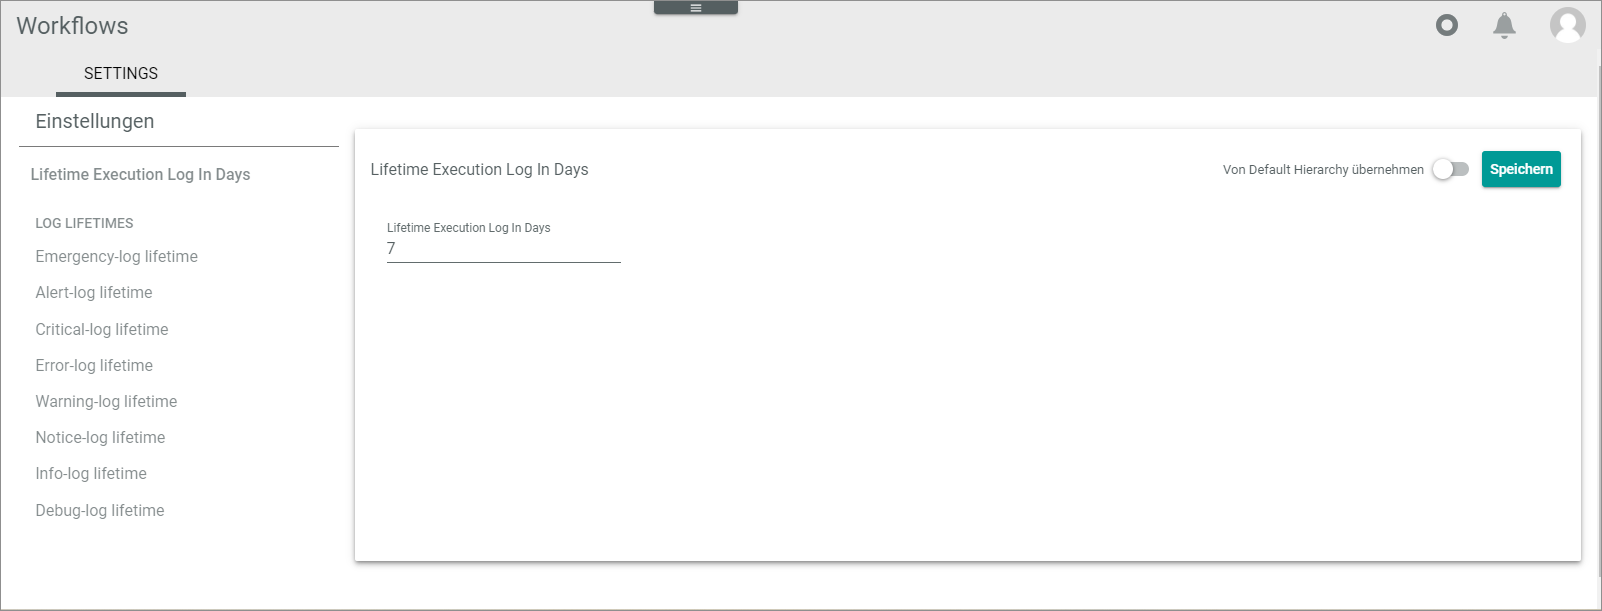 Workflows
SETTINGS
Einstellungen
Lifetime Execution Log In Days
LOG LIFETIMES
Emergency-log lifetime
Alert-log lifetime
Critical-log lifetime
Error-log lifetime
Warning-log lifetime
Notice-log lifetime
Info-log lifetime
Debug-log lifetime
Lifetime Execution Log In Days
Von Default Hierarchy übernehmen
Speichern
Lifetime Execution Log In Days
7